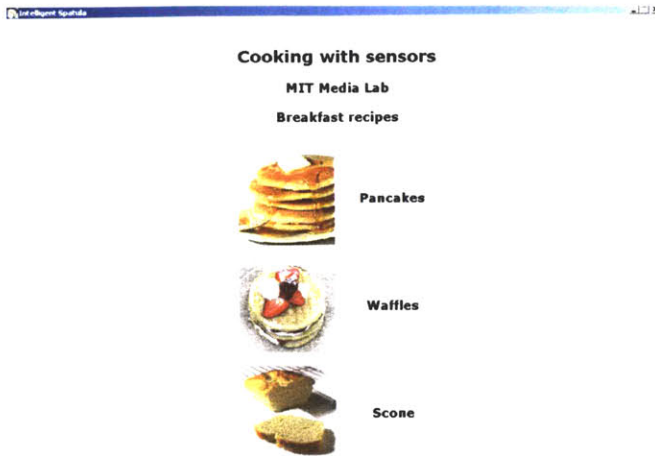 Intelligent Spatula
Cooking with sensors
MIT Media Lab
Breakfast recipes
Pancakes
Waffles
Scone